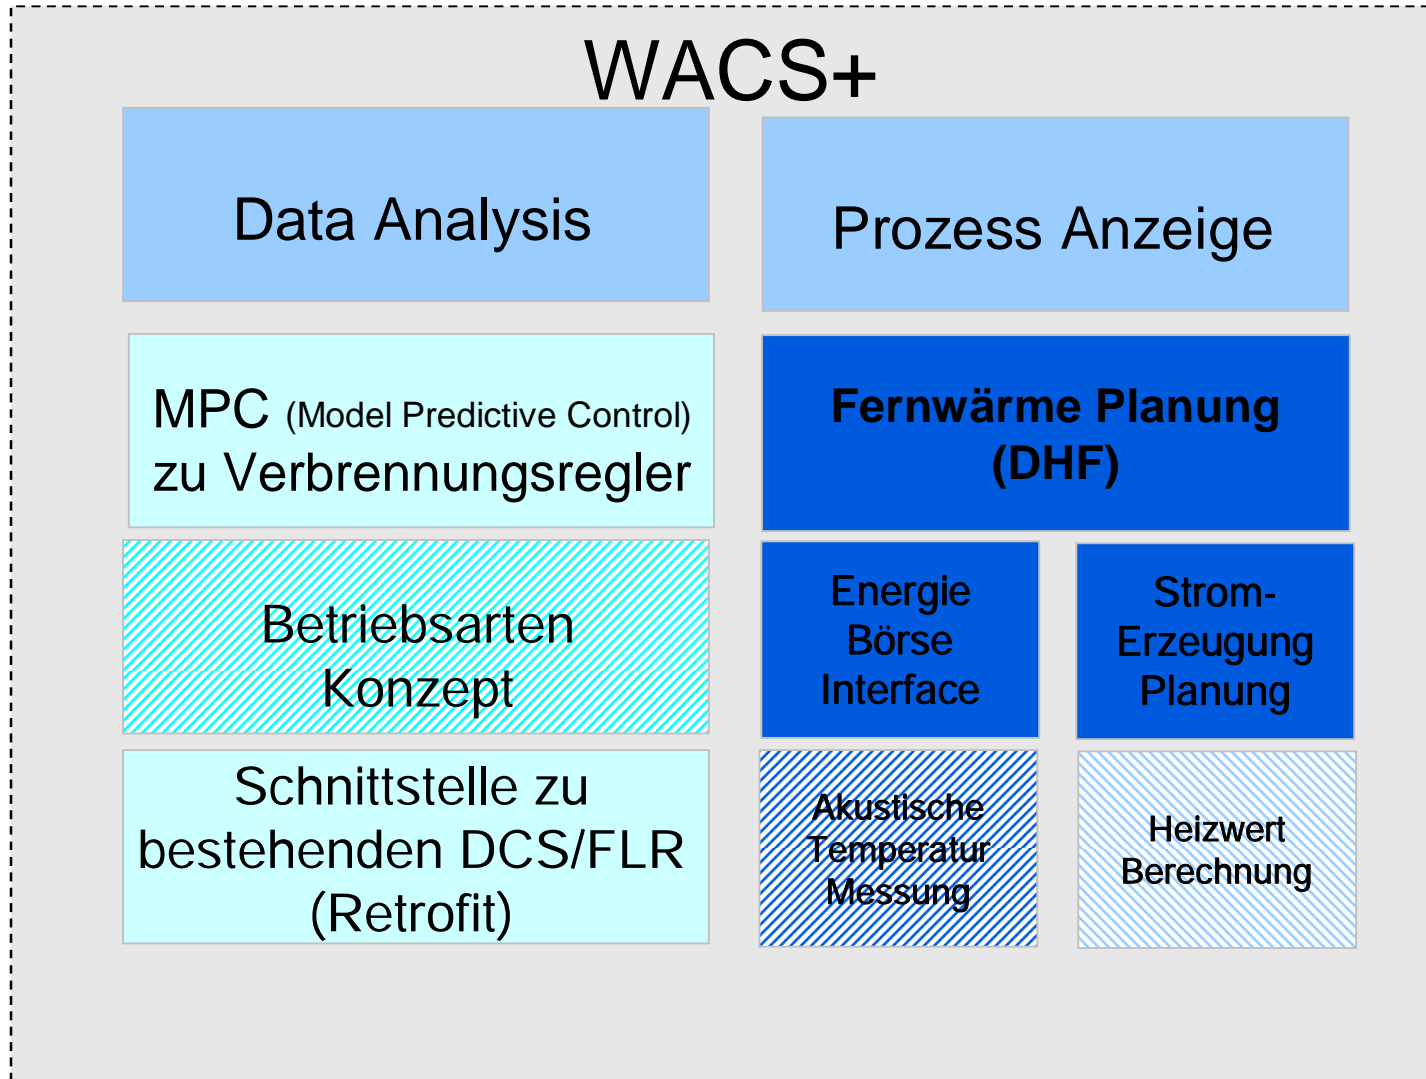 WACS+
Data Analysis
Prozess Anzeige
MPC (Model Predictive Control)
zu Verbrennungsregler
Fernwärme Planung
(DHF)
Betriebsarten
Konzept
Energie
Börse
Interface
Strom-
Erzeugung
Planung
Schnittstelle zu
bestehenden DCS/FLR
(Retrofit)
Akustische
Temperatur
Messung
Heizwert
Berechnung